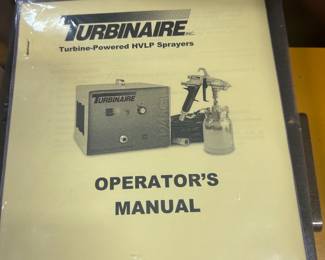 TURBINAIRE INC.
Turbine-Powered HVLP Sprayers
TURBINAIRE
OPERATOR'S
MANUAL